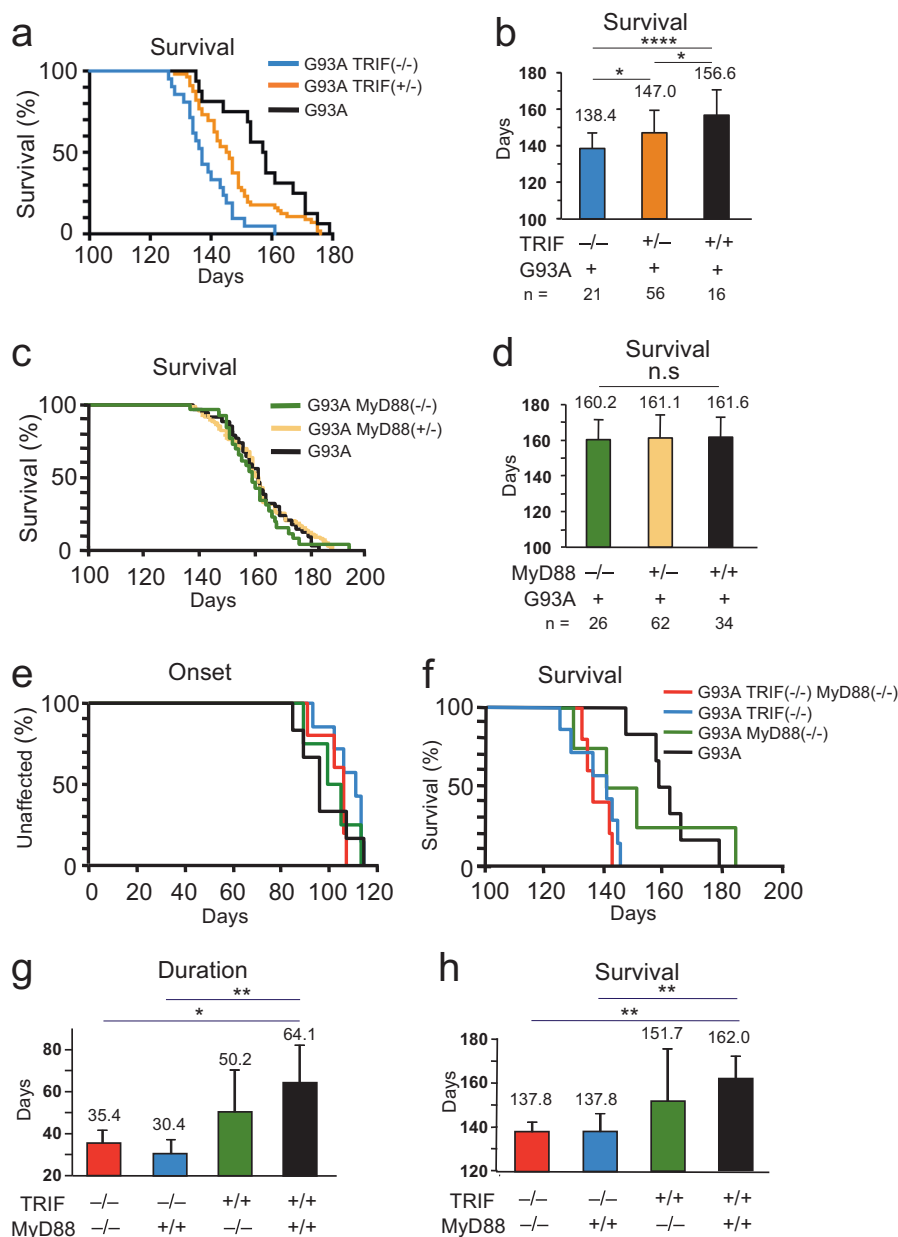 a
Survival
G93A TRIF(-/-)
G93A TRIF(+/-)
G93A
Survival (%)
100
50
0
100 120 140 160 180
Days
b
Survival
****
* *
138.4 147.0 156.6
Days
180
160
140
120
100
TRIF –/– +/– +/+
G93A + + +
n = 21 56 16
c
Survival
G93A MyD88(-/-)
G93A MyD88(+/-)
G93A
Survival (%)
100
50
0
100 120 140 160 180 200
Days
d
Survival
n.s
160.2 161.1 161.6
Days
180
160
140
120
100
MyD88 –/– +/– +/+
G93A + + +
n = 26 62 34
e
Onset
Unaffected (%)
100
50
0
0 20 40 60 80 100 120
Days
f
Survival
G93A TRIF(-/-) MyD88(-/-)
G93A TRIF(-/-)
G93A MyD88(-/-)
G93A
Survival (%)
100
50
0
100 120 140 160 180 200
Days
g
Duration
**
*
35.4 30.4 50.2 64.1
Days
80
60
40
20
TRIF –/– –/– +/+ +/+
MyD88 –/– +/+ –/– +/+
h
Survival
**
**
137.8 137.8 151.7 162.0
Days
180
160
140
120
TRIF –/– –/– +/+ +/+
MyD88 –/– +/+ –/– +/+